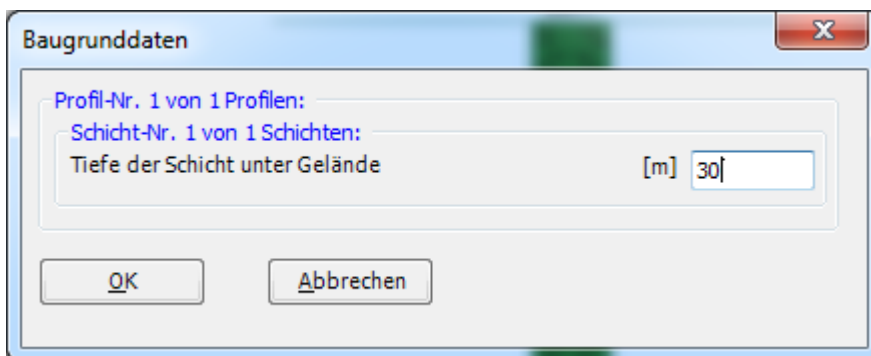 Baugrunddaten
Profil-Nr. 1 von 1 Profilen:
Schicht-Nr. 1 von 1 Schichten:
Tiefe der Schicht unter Gelände [m] 30
OK Abbrechen